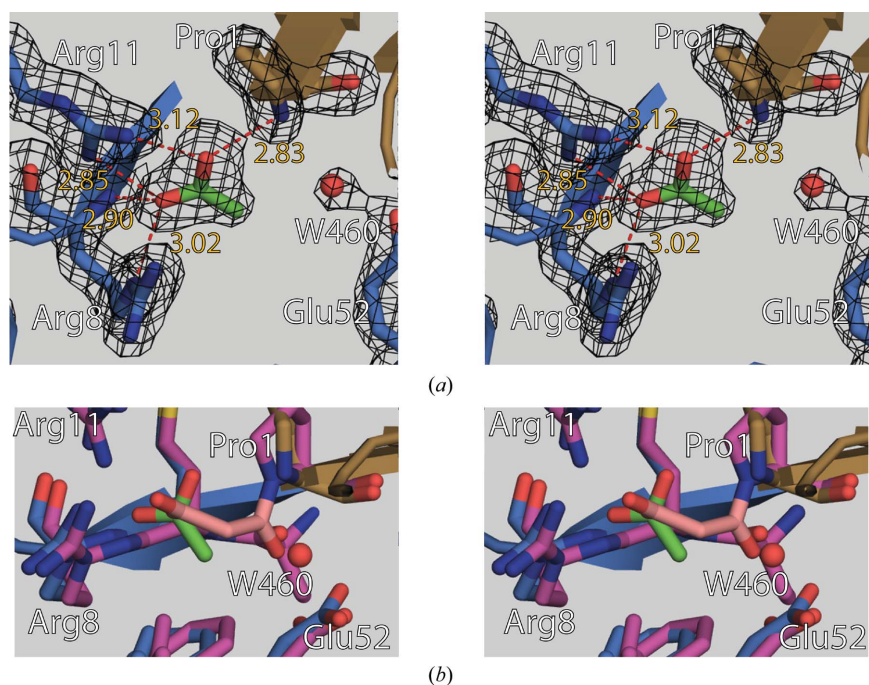 Arg11 Pro1 Arg11 Pro1
3.12 3.12
2.83 2.83
2.85 2.85
2.90 W460 2.90 W460
3.02 3.02
Arg8 Glu52 Arg8 Glu52
(a)
Arg11 Arg11
Pro1 Pro1
W460 W460
Arg8 Arg8
Glu52 Glu52
(b)